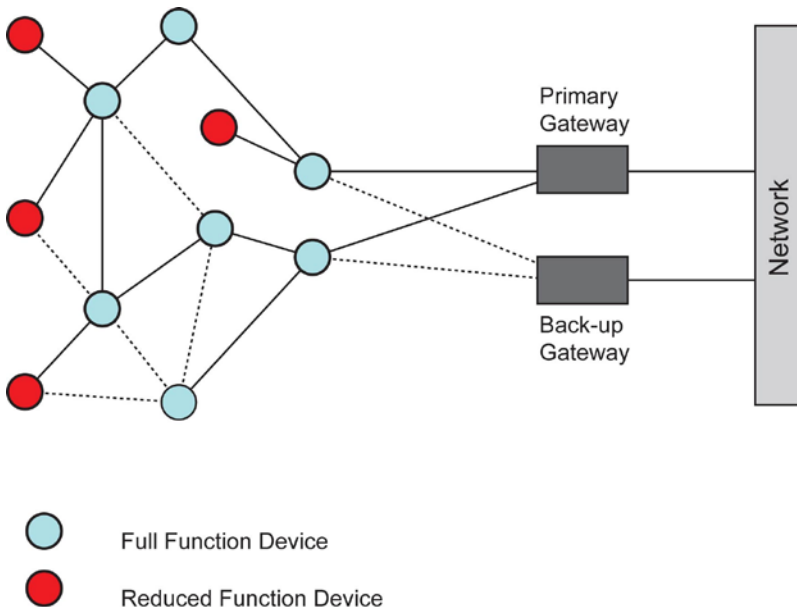 Primary
Gateway
Network
Back-up
Gateway
Full Function Device
Reduced Function Device